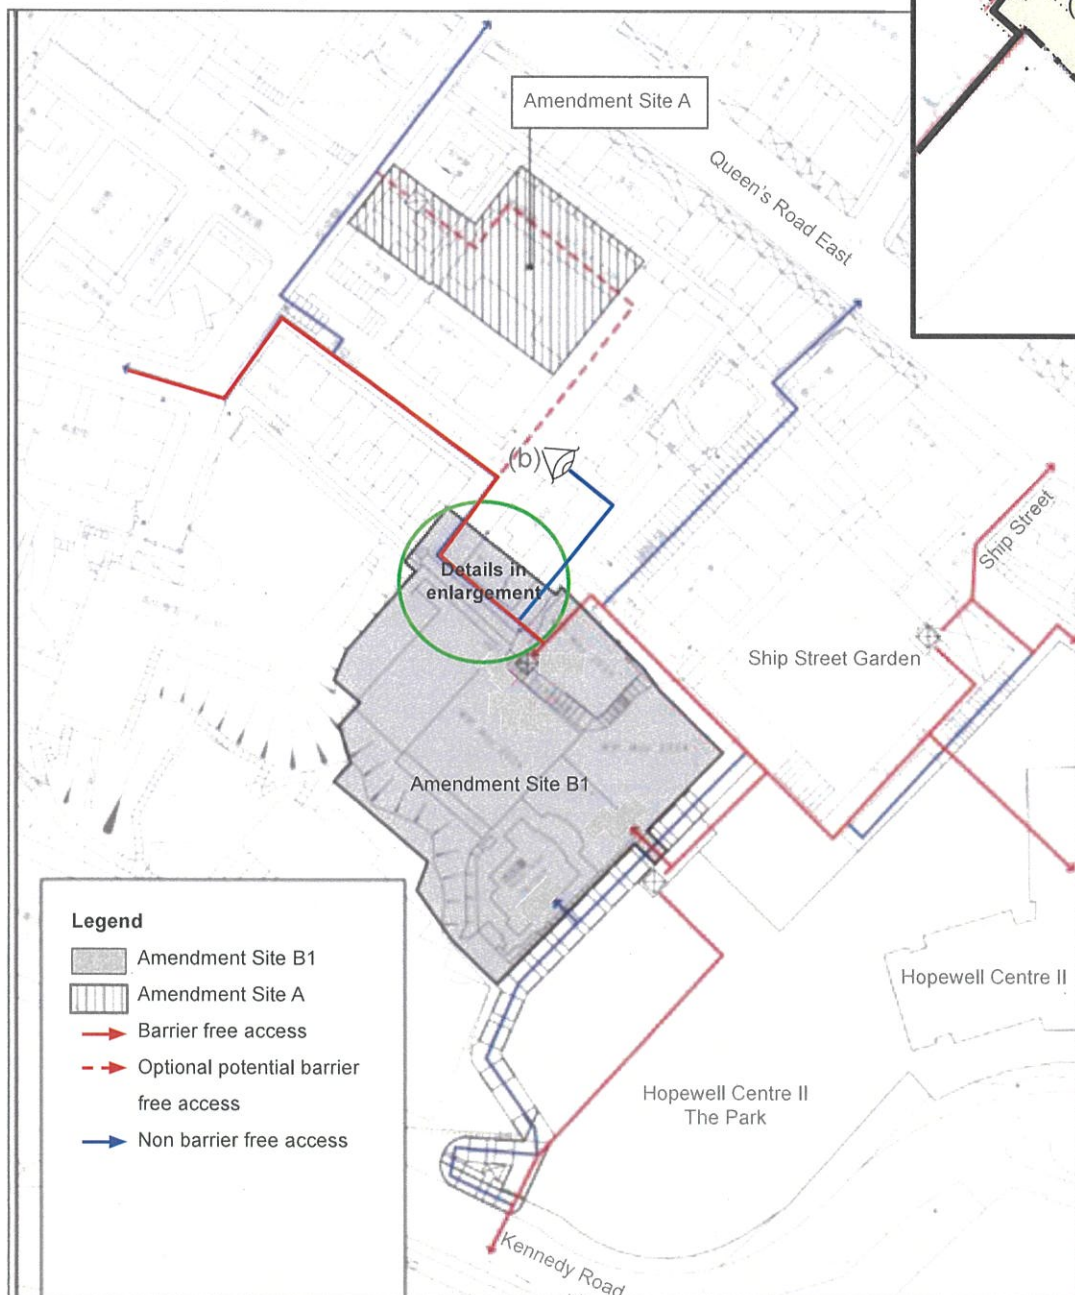 Amendment Site A
Queen's Road East
(b)
Details in
enlargement
Ship Street
Ship Street Garden
Amendment Site B1
Hopewell Centre II
Hopewell Centre II
The Park
Kennedy Road
Legend
Amendment Site B1
Amendment Site A
Barrier free access
Optional potential barrier
free access
Non barrier free access